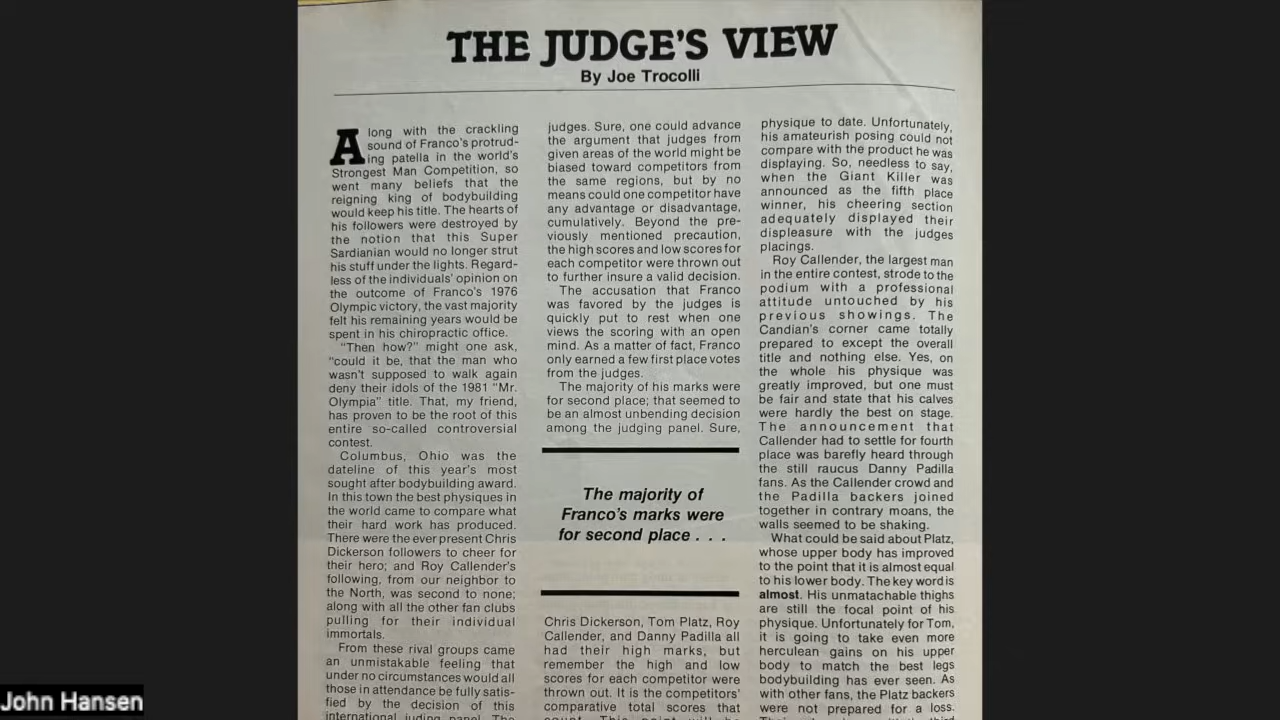 THE JUDGE'S VIEW
By Joe Trocolli
Along with the crackling
sound of Franco's protrud-
ing patella in the world's
Strongest Man Competition, so
went many beliefs that the
reigning king of bodybuilding
would keep his title. The hearts of
his followers were destroyed by
the notion that this Super
Sardianian would no longer strut
his stuff under the lights. Regard-
less of the individuals' opinion on
the outcome of Franco's 1976
Olympic victory, the vast majority
felt his remaining years would be
spent in his chiropractic office.
"Then how?" might one ask,
"could it be, that the man who
wasn't supposed to walk again
deny their idols of the 1981 "Mr.
Olympia" title. That, my friend,
has proven to be the root of this
entire so-called controversial
contest.
Columbus, Ohio was the
dateline of this year's most
sought after bodybuilding award.
In this town the best physiques in
the world came to compare what
their hard work has produced.
There were the ever present Chris
Dickerson followers to cheer for
their hero; and Roy Callender's
following, from our neighbor to
the North, was second to none;
along with all the other fan clubs
pulling for their individual
immortals.
From these rival groups came
an unmistakable feeling that
under no circumstances would all
those in attendance be fully satis-
fied by the decision of this
international juding panel. The
judges. Sure, one could advance
the argument that judges from
given areas of the world might be
biased toward competitors from
the same regions, but by no
means could one competitor have
any advantage or disadvantage,
cumulatively. Beyond the pre-
viously mentioned precaution,
the high scores and low scores for
each competitor were thrown out
to further insure a valid decision.
The accusation that Franco
was favored by the judges is
quickly put to rest when one
views the scoring with an open
mind. As a matter of fact, Franco
only earned a few first place votes
from the judges.
The majority of his marks were
for second place; that seemed to
be an almost unbending decision
among the judging panel. Sure,
The majority of
Franco's marks were
for second place . . .
Chris Dickerson, Tom Platz, Roy
Callender, and Danny Padilla all
had their high marks, but
remember the high and low
scores for each competitor were
thrown out. It is the competitors'
comparative total scores that
physique to date. Unfortunately,
his amateurish posing could not
compare with the product he was
displaying. So, needless to say,
when the Giant Killer was
announced as the fifth place
winner, his cheering section
adequately displayed their
displeasure with the judges
placings.
Roy Callender, the largest man
in the entire contest, strode to the
podium with a professional
attitude untouched by his
previous showings. The
Candian's corner came totally
prepared to except the overall
title and nothing else. Yes, on
the whole his physique was
greatly improved, but one must
be fair and state that his calves
were hardly the best on stage.
The announcement that
Callender had to settle for fourth
place was barefly heard through
the still raucus Danny Padilla
fans. As the Callender crowd and
the Padilla backers joined
together in contrary moans, the
walls seemed to be shaking.
What could be said about Platz,
whose upper body has improved
to the point that it is almost equal
to his lower body. The key word is
almost. His unmatachable thighs
are still the focal point of his
physique. Unfortunately for Tom,
it is going to take even more
herculean gains on his upper
body to match the best legs
bodybuilding has ever seen. As
with other fans, the Platz backers
were not prepared for a loss.
John Hansen